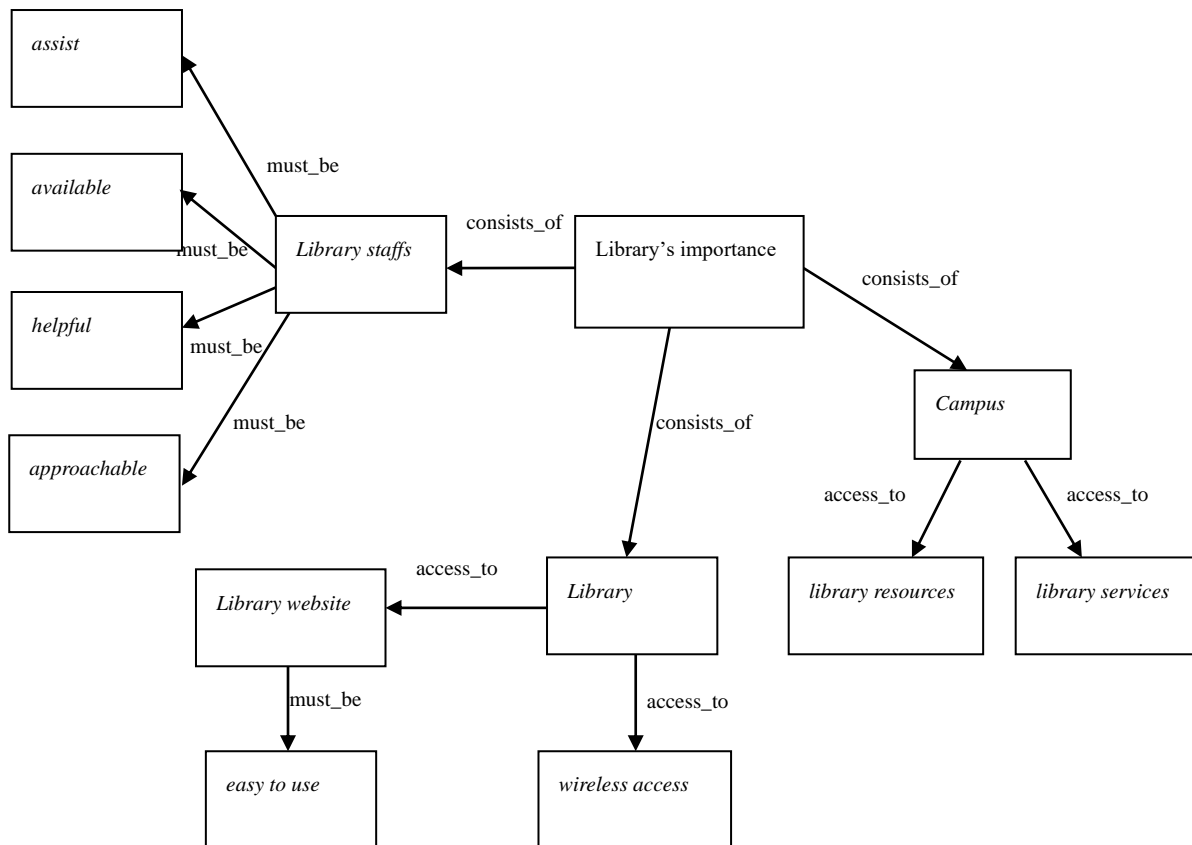 assist
must_be
available
must_be
Library staffs
consists_of
Library’s importance
consists_of
helpful
must_be
Campus
approachable
must_be
consists_of
access_to
access_to
access_to
Library website
Library
library resources
library services
must_be
access_to
easy to use
wireless access